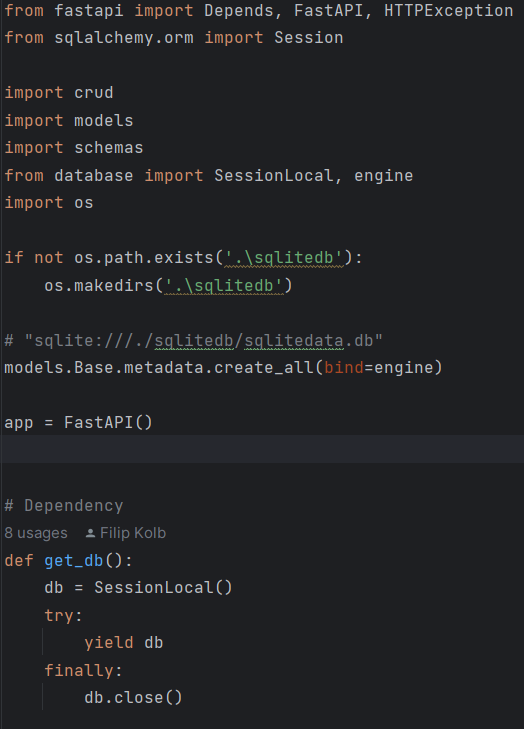 from fastapi import Depends, FastAPI, HTTPException
from sqlalchemy.orm import Session
import crud
import models
import schemas
from database import SessionLocal, engine
import os
if not os.path.exists('.\sqlitedb'):
    os.makedirs('.\sqlitedb')
# "sqlite:///./sqlitedb/sqlitedata.db"
models.Base.metadata.create_all(bind=engine)
app = FastAPI()
# Dependency
8 usages Filip Kolb
def get_db():
    db = SessionLocal()
    try:
        yield db
    finally:
        db.close()